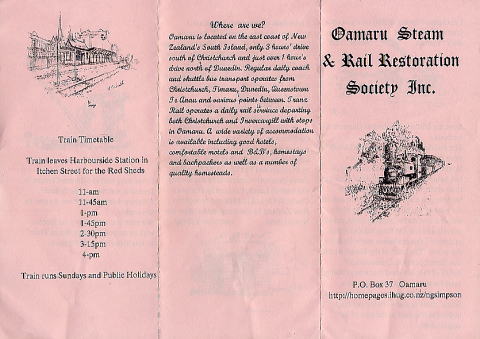 Train Timetable
Train leaves Harbourside Station in
Itchen Street for the Red Sheds
11-am
11-45am
1-pm
1-45pm
2-30pm
3-15pm
4-pm
Train runs Sundays and Public Holidays
Where are we?
Oamaru is located on the east coast of New
Zealand's South Island, only 3 hours' drive
south of Christchurch and just over 1 hour's
drive north of Dunedin. Regular daily coach
and shuttle bus transport operates from
Christchurch, Timaru, Dunedin, Queenstown
Te Anau and various points between. Tranz
Rail operates a daily rail service departing
both Christchurch and Invercargill with stops
in Oamaru. A wide variety of accommodation
is available including good hotels,
comfortable motels and B&B's, homestays
and backpackers as well as a number of
quality homesteads.
Oamaru Steam
& Rail Restoration
Society Inc.
P.O. Box 37 Oamaru
http://homepages.ihug.co.nz/ngsimpson